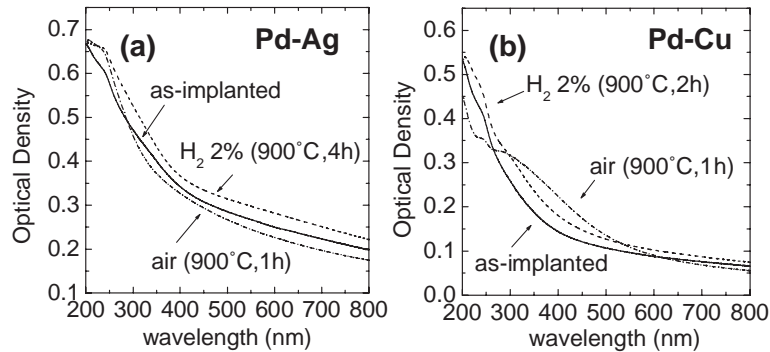 (a) Pd-Ag
Optical Density
0.7
0.6
0.5
0.4
0.3
0.2
0.1
as-implanted
H2 2% (900°C,4h)
air (900°C,1h)
200 300 400 500 600 700 800
wavelength (nm)
(b) Pd-Cu
Optical Density
0.6
0.5
0.4
0.3
0.2
0.1
0.0
H2 2% (900°C,2h)
air (900°C,1h)
as-implanted
200 300 400 500 600 700 800
wavelength (nm)